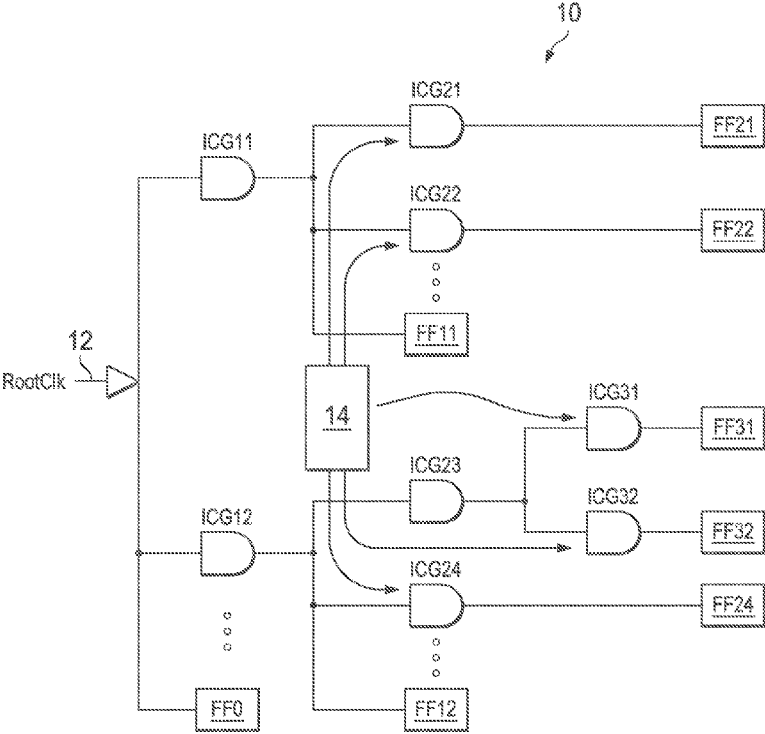 10
ICG21
FF21
ICG11
ICG22
FF22
FF11
12
RootClk
14
ICG31
FF31
ICG23
ICG32
FF32
ICG12
ICG24
FF24
FF0
FF12